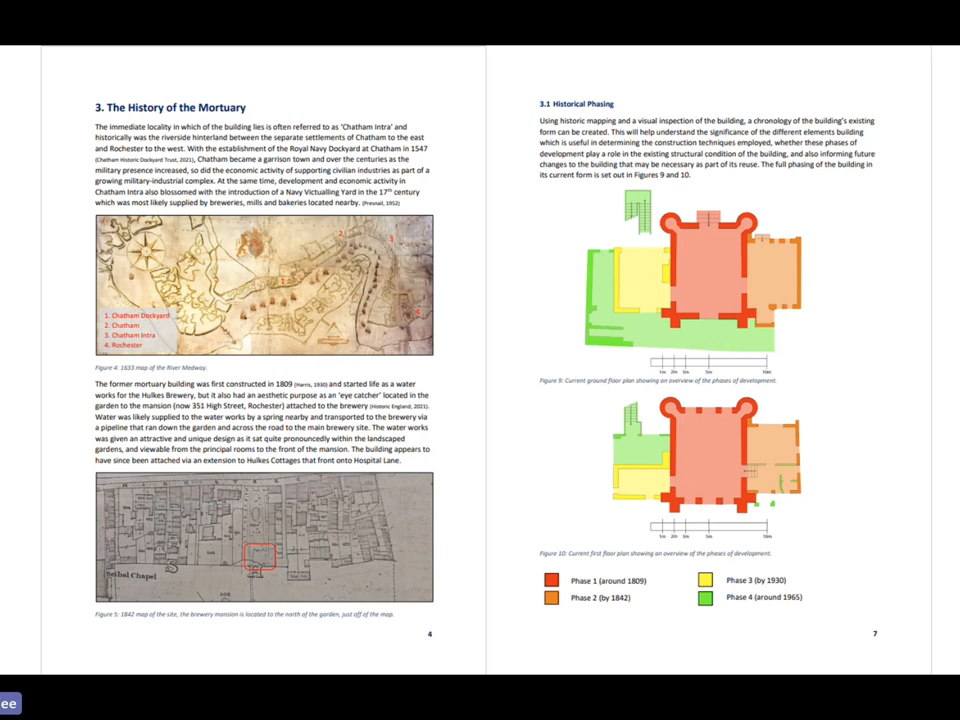 3. The History of the Mortuary
The immediate locality in which of the building lies is often referred to as 'Chatham Intra' and
historically was the riverside hinterland between the separate settlements of Chatham to the east
and Rochester to the west. With the establishment of the Royal Navy Dockyard at Chatham in 1547
(Chatham Historic Dockyard Trust, 2021), Chatham became a garrison town and over the centuries as the
military presence increased, so did the economic activity of supporting civilian industries as part of a
growing military-industrial complex. At the same time, development and economic activity in
Chatham Intra also blossomed with the introduction of a Navy Victualling Yard in the 17th century
which was most likely supplied by breweries, mills and bakeries located nearby. (Presnail, 1952)
2
3
1
4
1. Chatham Dockyard
2. Chatham
3. Chatham Intra
4. Rochester
Figure 4: 1633 map of the River Medway.
The former mortuary building was first constructed in 1809 (Harris, 1930) and started life as a water
works for the Hulkes Brewery, but it also had an aesthetic purpose as an 'eye catcher' located in the
garden to the mansion (now 351 High Street, Rochester) attached to the brewery (Historic England, 2021).
Water was likely supplied to the water works by a spring nearby and transported to the brewery via
a pipeline that ran down the garden and across the road to the main brewery site. The water works
was given an attractive and unique design as it sat quite pronouncedly within the landscaped
gardens, and viewable from the principal rooms to the front of the mansion. The building appears to
have since been attached via an extension to Hulkes Cottages that front onto Hospital Lane.
Bethel Chapel
Figure 5: 1842 map of the site, the brewery mansion is located to the north of the garden, just off of the map.
4
3.1 Historical Phasing
Using historic mapping and a visual inspection of the building, a chronology of the building's existing
form can be created. This will help understand the significance of the different elements building
which is useful in determining the construction techniques employed, whether these phases of
development play a role in the existing structural condition of the building, and also informing future
changes to the building that may be necessary as part of its reuse. The full phasing of the building in
its current form is set out in Figures 9 and 10.
1m 2m 3m 5m 10m
Figure 9: Current ground floor plan showing an overview of the phases of development.
1m 2m 3m 5m 10m
Figure 10: Current first floor plan showing an overview of the phases of development.
Phase 1 (around 1809)
Phase 2 (by 1842)
Phase 3 (by 1930)
Phase 4 (around 1965)
7
ee